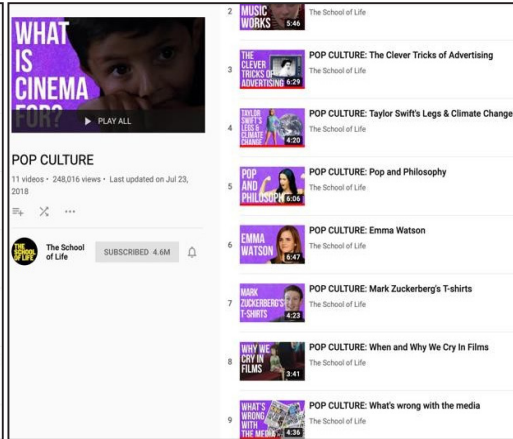 WHAT
IS
CINEMA
FOR?
PLAY ALL
POP CULTURE
11 videos • 248,016 views • Last updated on Jul 23,
2018
THE
SCHOOL
OF LIFE
The School
of Life
SUBSCRIBED 4.6M
2
MUSIC
WORKS
5:46
The School of Life
3
THE
CLEVER
TRICKS OF
ADVERTISING
6:29
POP CULTURE: The Clever Tricks of Advertising
The School of Life
4
TAYLOR
SWIFT'S
LEGS &
CLIMATE
CHANGE
4:20
POP CULTURE: Taylor Swift's Legs & Climate Change
The School of Life
5
POP
AND
PHILOSOPH
6:06
POP CULTURE: Pop and Philosophy
The School of Life
6
EMMA
WATSON
6:47
POP CULTURE: Emma Watson
The School of Life
7
MARK
ZUCKERBERG'S
T-SHIRTS
4:23
POP CULTURE: Mark Zuckerberg's T-shirts
The School of Life
8
WHY WE
CRY IN
FILMS
3:41
POP CULTURE: When and Why We Cry In Films
The School of Life
9
WHAT'S
WRONG
WITH
THE MEDIA
4:36
POP CULTURE: What's wrong with the media
The School of Life